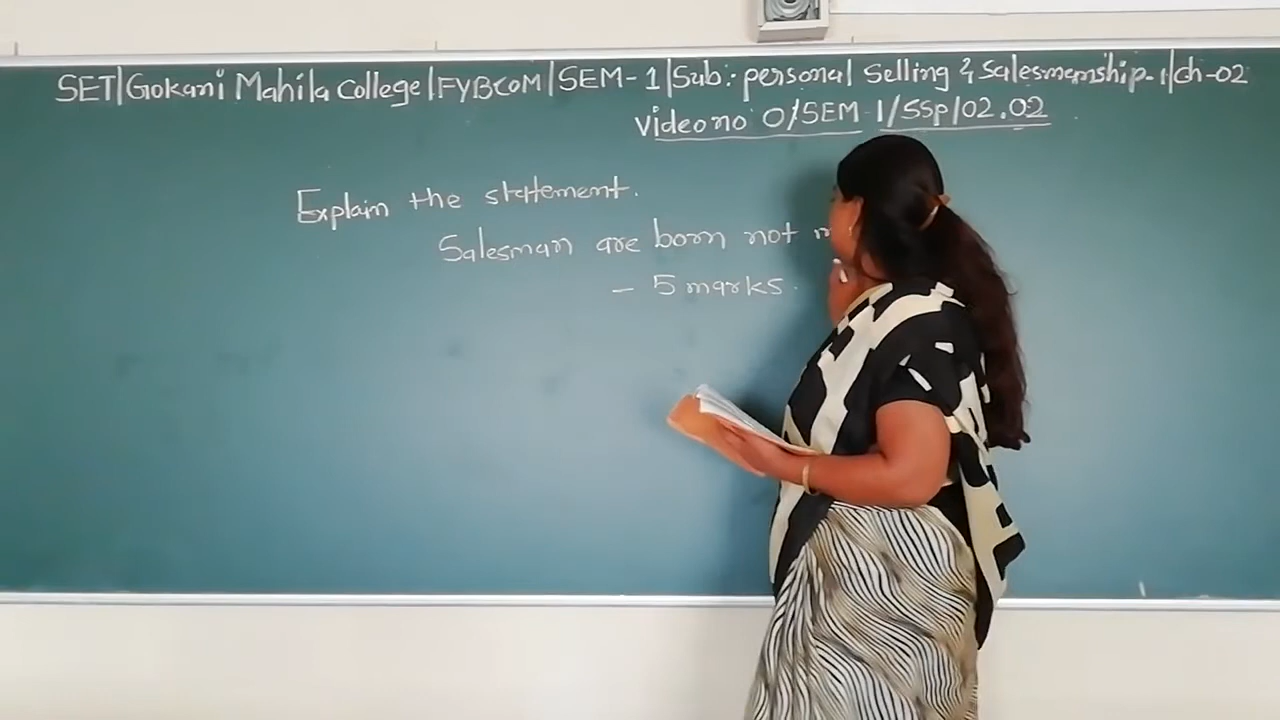 SET|Gokani Mahila College|FYBCOM|SEM-1|Sub: personal Selling & Salesmanship-1|Ch-02
Video no 0/SEM-1/SSP/02.02
Explain the statement.
Salesman are born not
- 5 marks.